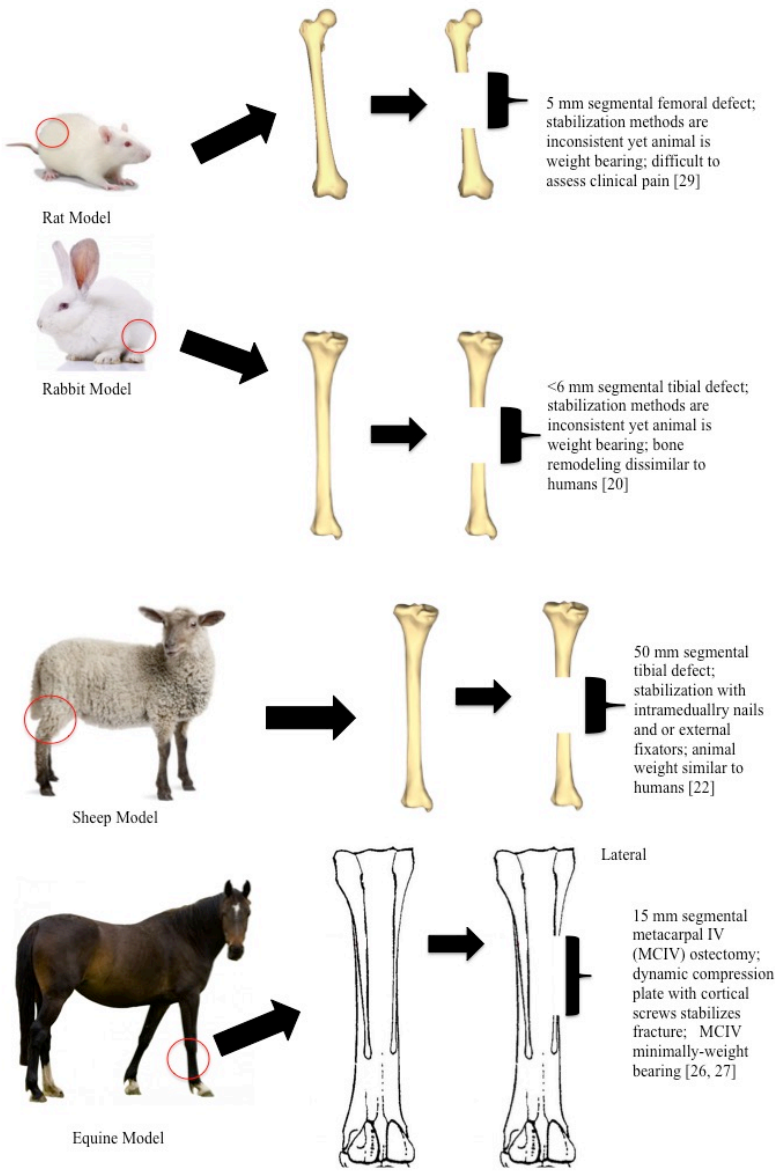 5 mm segmental femoral defect;
stabilization methods are
inconsistent yet animal is
weight bearing; difficult to
assess clinical pain [29]
Rat Model
Rabbit Model
<6 mm segmental tibial defect;
stabilization methods are
inconsistent yet animal is
weight bearing; bone
remodeling dissimilar to
humans [20]
50 mm segmental
tibial defect;
stabilization with
intrameduallry nails
and or external
fixators; animal
weight similar to
humans [22]
Sheep Model
Lateral
15 mm segmental
metacarpal IV
(MCIV) ostectomy;
dynamic compression
plate with cortical
screws stabilizes
fracture; MCIV
minimally-weight
bearing [26, 27]
Equine Model